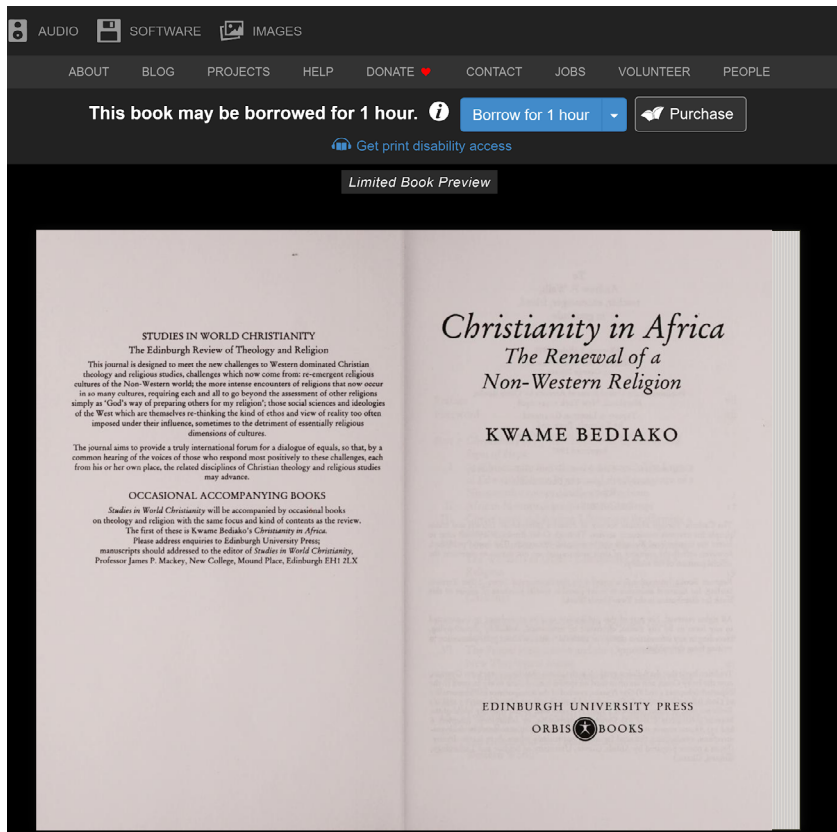 AUDIO SOFTWARE IMAGES
ABOUT BLOG PROJECTS HELP DONATE CONTACT JOBS VOLUNTEER PEOPLE
This book may be borrowed for 1 hour. Borrow for 1 hour Purchase
Get print disability access
Limited Book Preview
STUDIES IN WORLD CHRISTIANITY
The Edinburgh Review of Theology and Religion
This journal is designed to meet the new challenges to Western dominated Christian
theology and religious studies, challenges which now come from: re-emergent religious
cultures of the Non-Western world; the more intense encounters of religions that now occur
in so many cultures, requiring each and all to go beyond the assessment of other religions
simply as ‘God’s way of preparing others for my religion’; those social sciences and ideologies
of the West which are themselves re-thinking the kind of ethos and view of reality too often
imposed under their influence, sometimes to the detriment of essentially religious
dimensions of cultures.
The journal aims to provide a truly international forum for a dialogue of equals, so that, by a
common hearing of the voices of those who respond most positively to these challenges, each
from his or her own place, the related disciplines of Christian theology and religious studies
may advance.
OCCASIONAL ACCOMPANYING BOOKS
Studies in World Christianity will be accompanied by occasional books
on theology and religion with the same focus and kind of contents as the review.
The first of these is Kwame Bediako’s Christianity in Africa.
Please address enquiries to Edinburgh University Press;
manuscripts should addressed to the editor of Studies in World Christianity,
Professor James P. Mackey, New College, Mound Place, Edinburgh EH1 2LX
Christianity in Africa
The Renewal of a
Non-Western Religion
KWAME BEDIAKO
EDINBURGH UNIVERSITY PRESS
ORBIS BOOKS